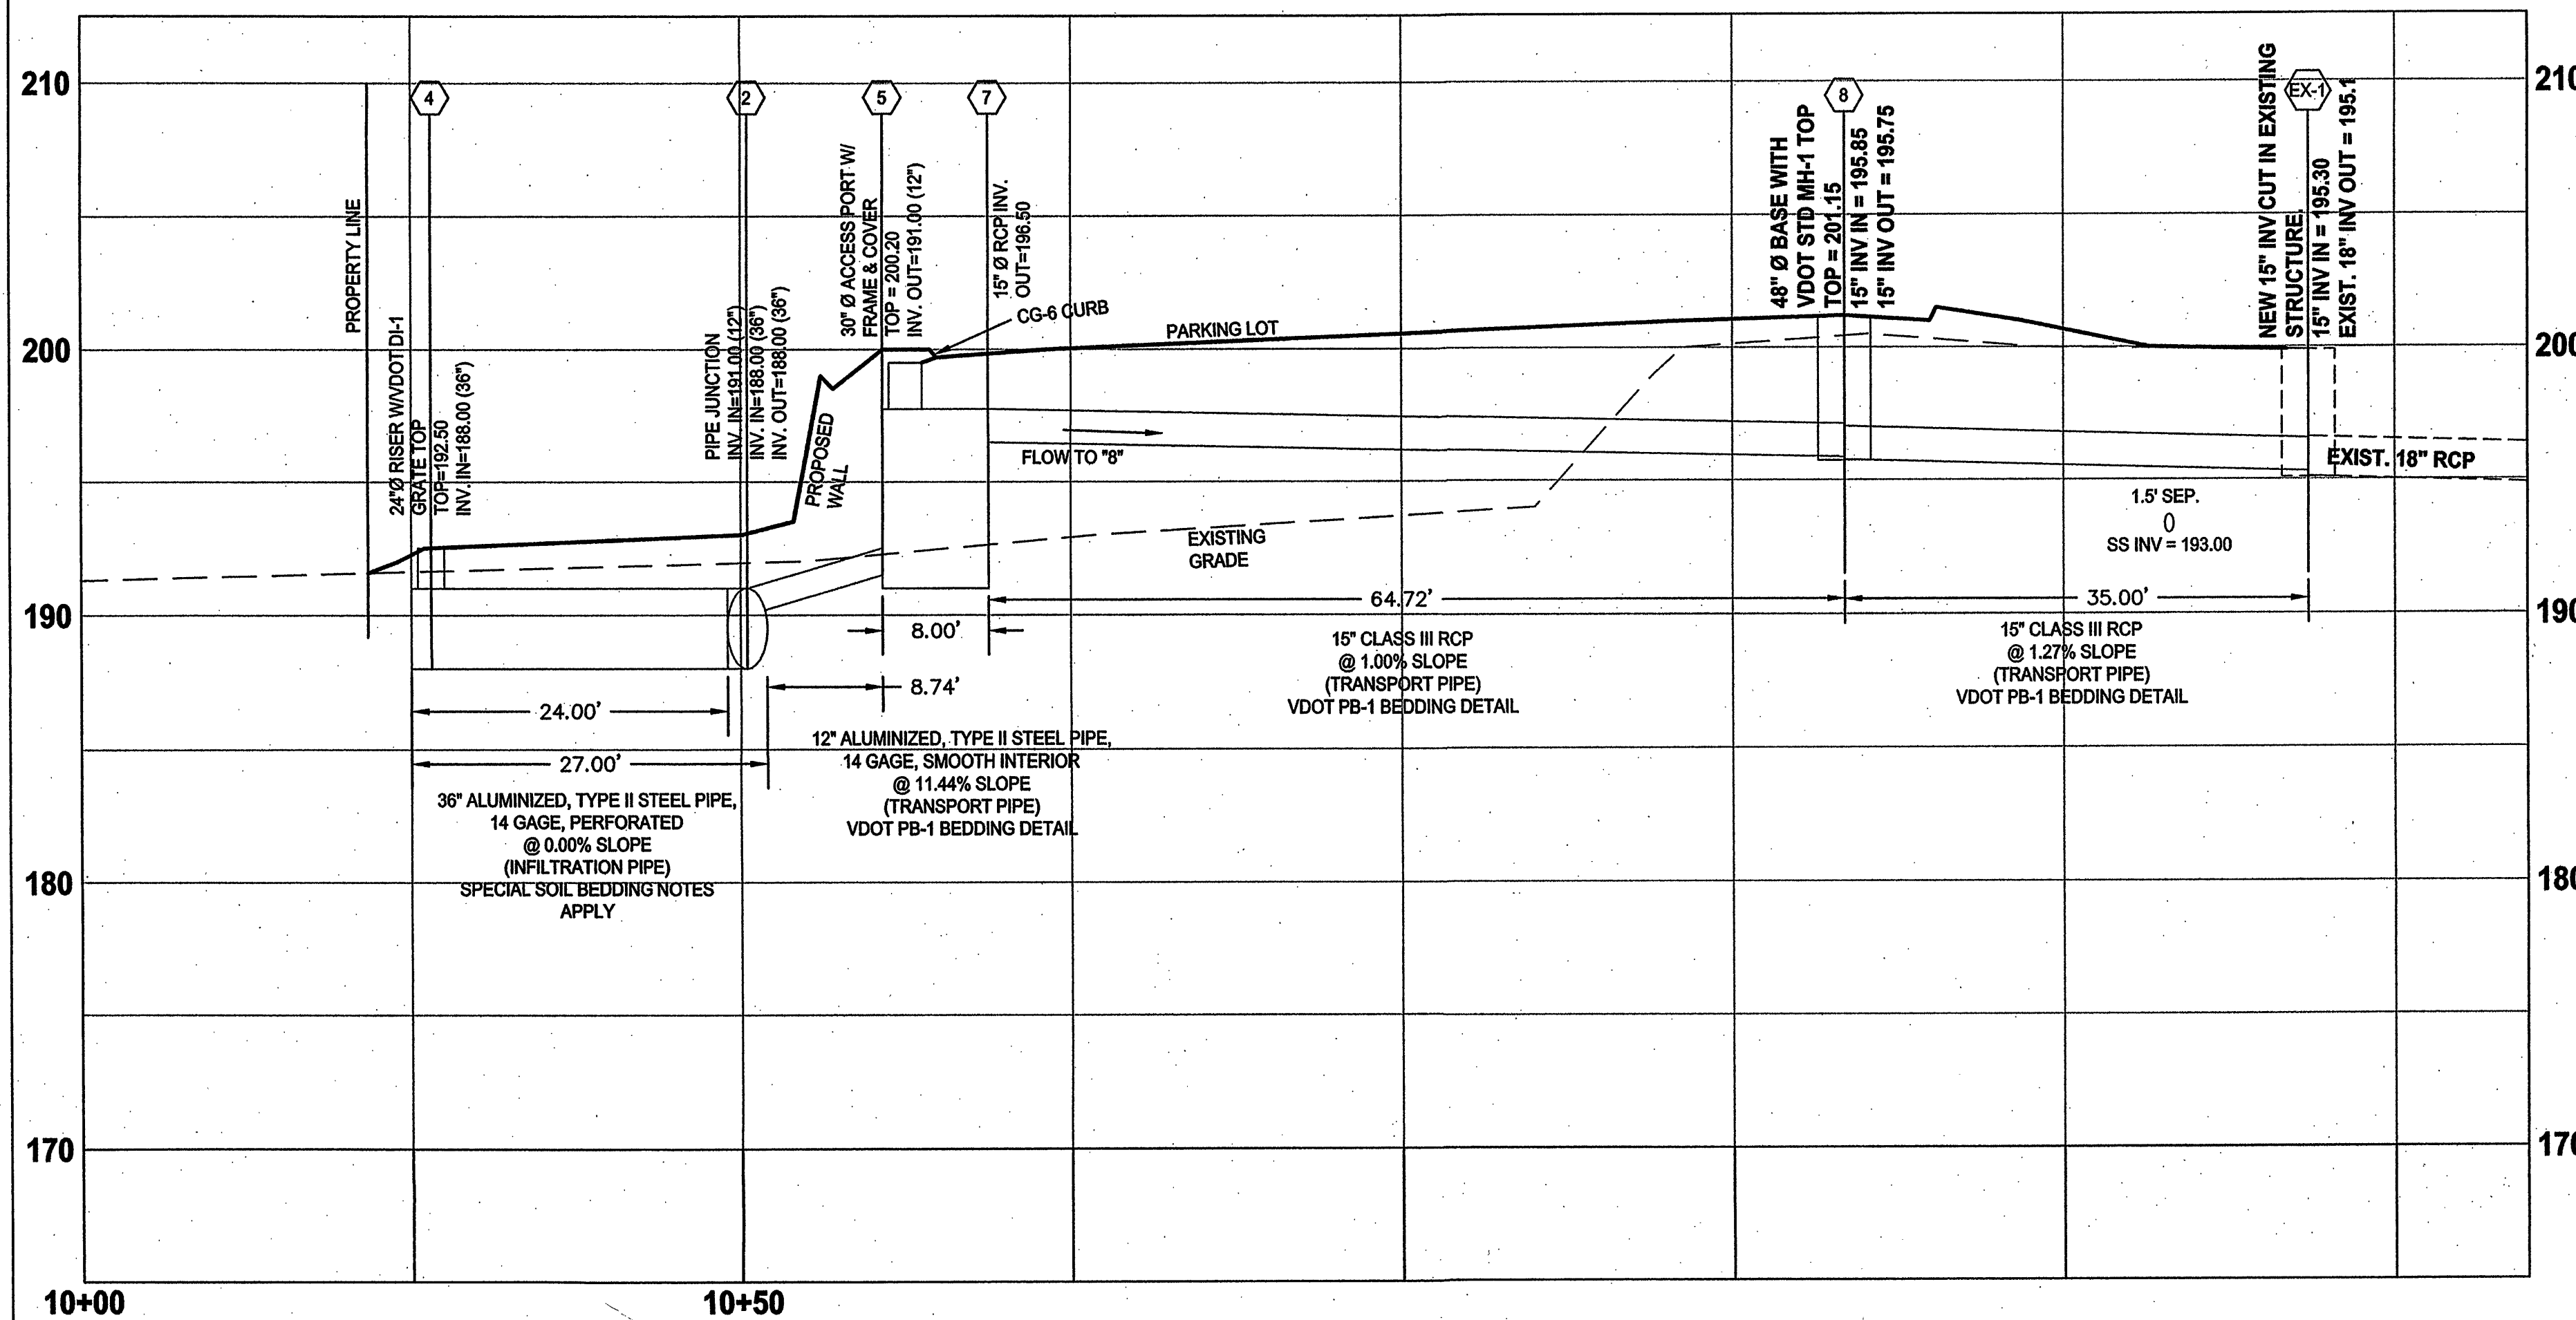 210
210
4
2
5
7
8
EX-1
PROPERTY LINE
24"Ø RISER W/VDOT DI-1
GRATE TOP
TOP=192.50
INV. IN=188.00 (36")
PIPE JUNCTION
INV. IN=191.00 (12")
INV. IN=188.00 (36")
INV. OUT=188.00 (36")
30" Ø ACCESS PORT W/
FRAME & COVER
TOP = 200.20
INV. OUT=191.00 (12")
15" Ø RCP INV.
OUT=196.50
CG-6 CURB
PARKING LOT
48" Ø BASE WITH
VDOT STD MH-1 TOP
TOP = 201.15
15" INV IN = 195.85
15" INV OUT = 195.75
NEW 15" INV CUT IN EXISTING
STRUCTURE.
15" INV IN = 195.30
EXIST. 18" INV OUT = 195.1
200
200
PROPOSED
WALL
FLOW TO "8"
EXIST. 18" RCP
1.5' SEP.
SS INV = 193.00
EXISTING
GRADE
190
190
8.00'
64.72'
35.00'
15" CLASS III RCP
@ 1.00% SLOPE
(TRANSPORT PIPE)
VDOT PB-1 BEDDING DETAIL
15" CLASS III RCP
@ 1.27% SLOPE
(TRANSPORT PIPE)
VDOT PB-1 BEDDING DETAIL
8.74'
24.00'
27.00'
12" ALUMINIZED, TYPE II STEEL PIPE,
14 GAGE, SMOOTH INTERIOR
@ 11.44% SLOPE
(TRANSPORT PIPE)
VDOT PB-1 BEDDING DETAIL
36" ALUMINIZED, TYPE II STEEL PIPE,
14 GAGE, PERFORATED
@ 0.00% SLOPE
(INFILTRATION PIPE)
SPECIAL SOIL BEDDING NOTES
APPLY
180
180
170
170
10+00
10+50